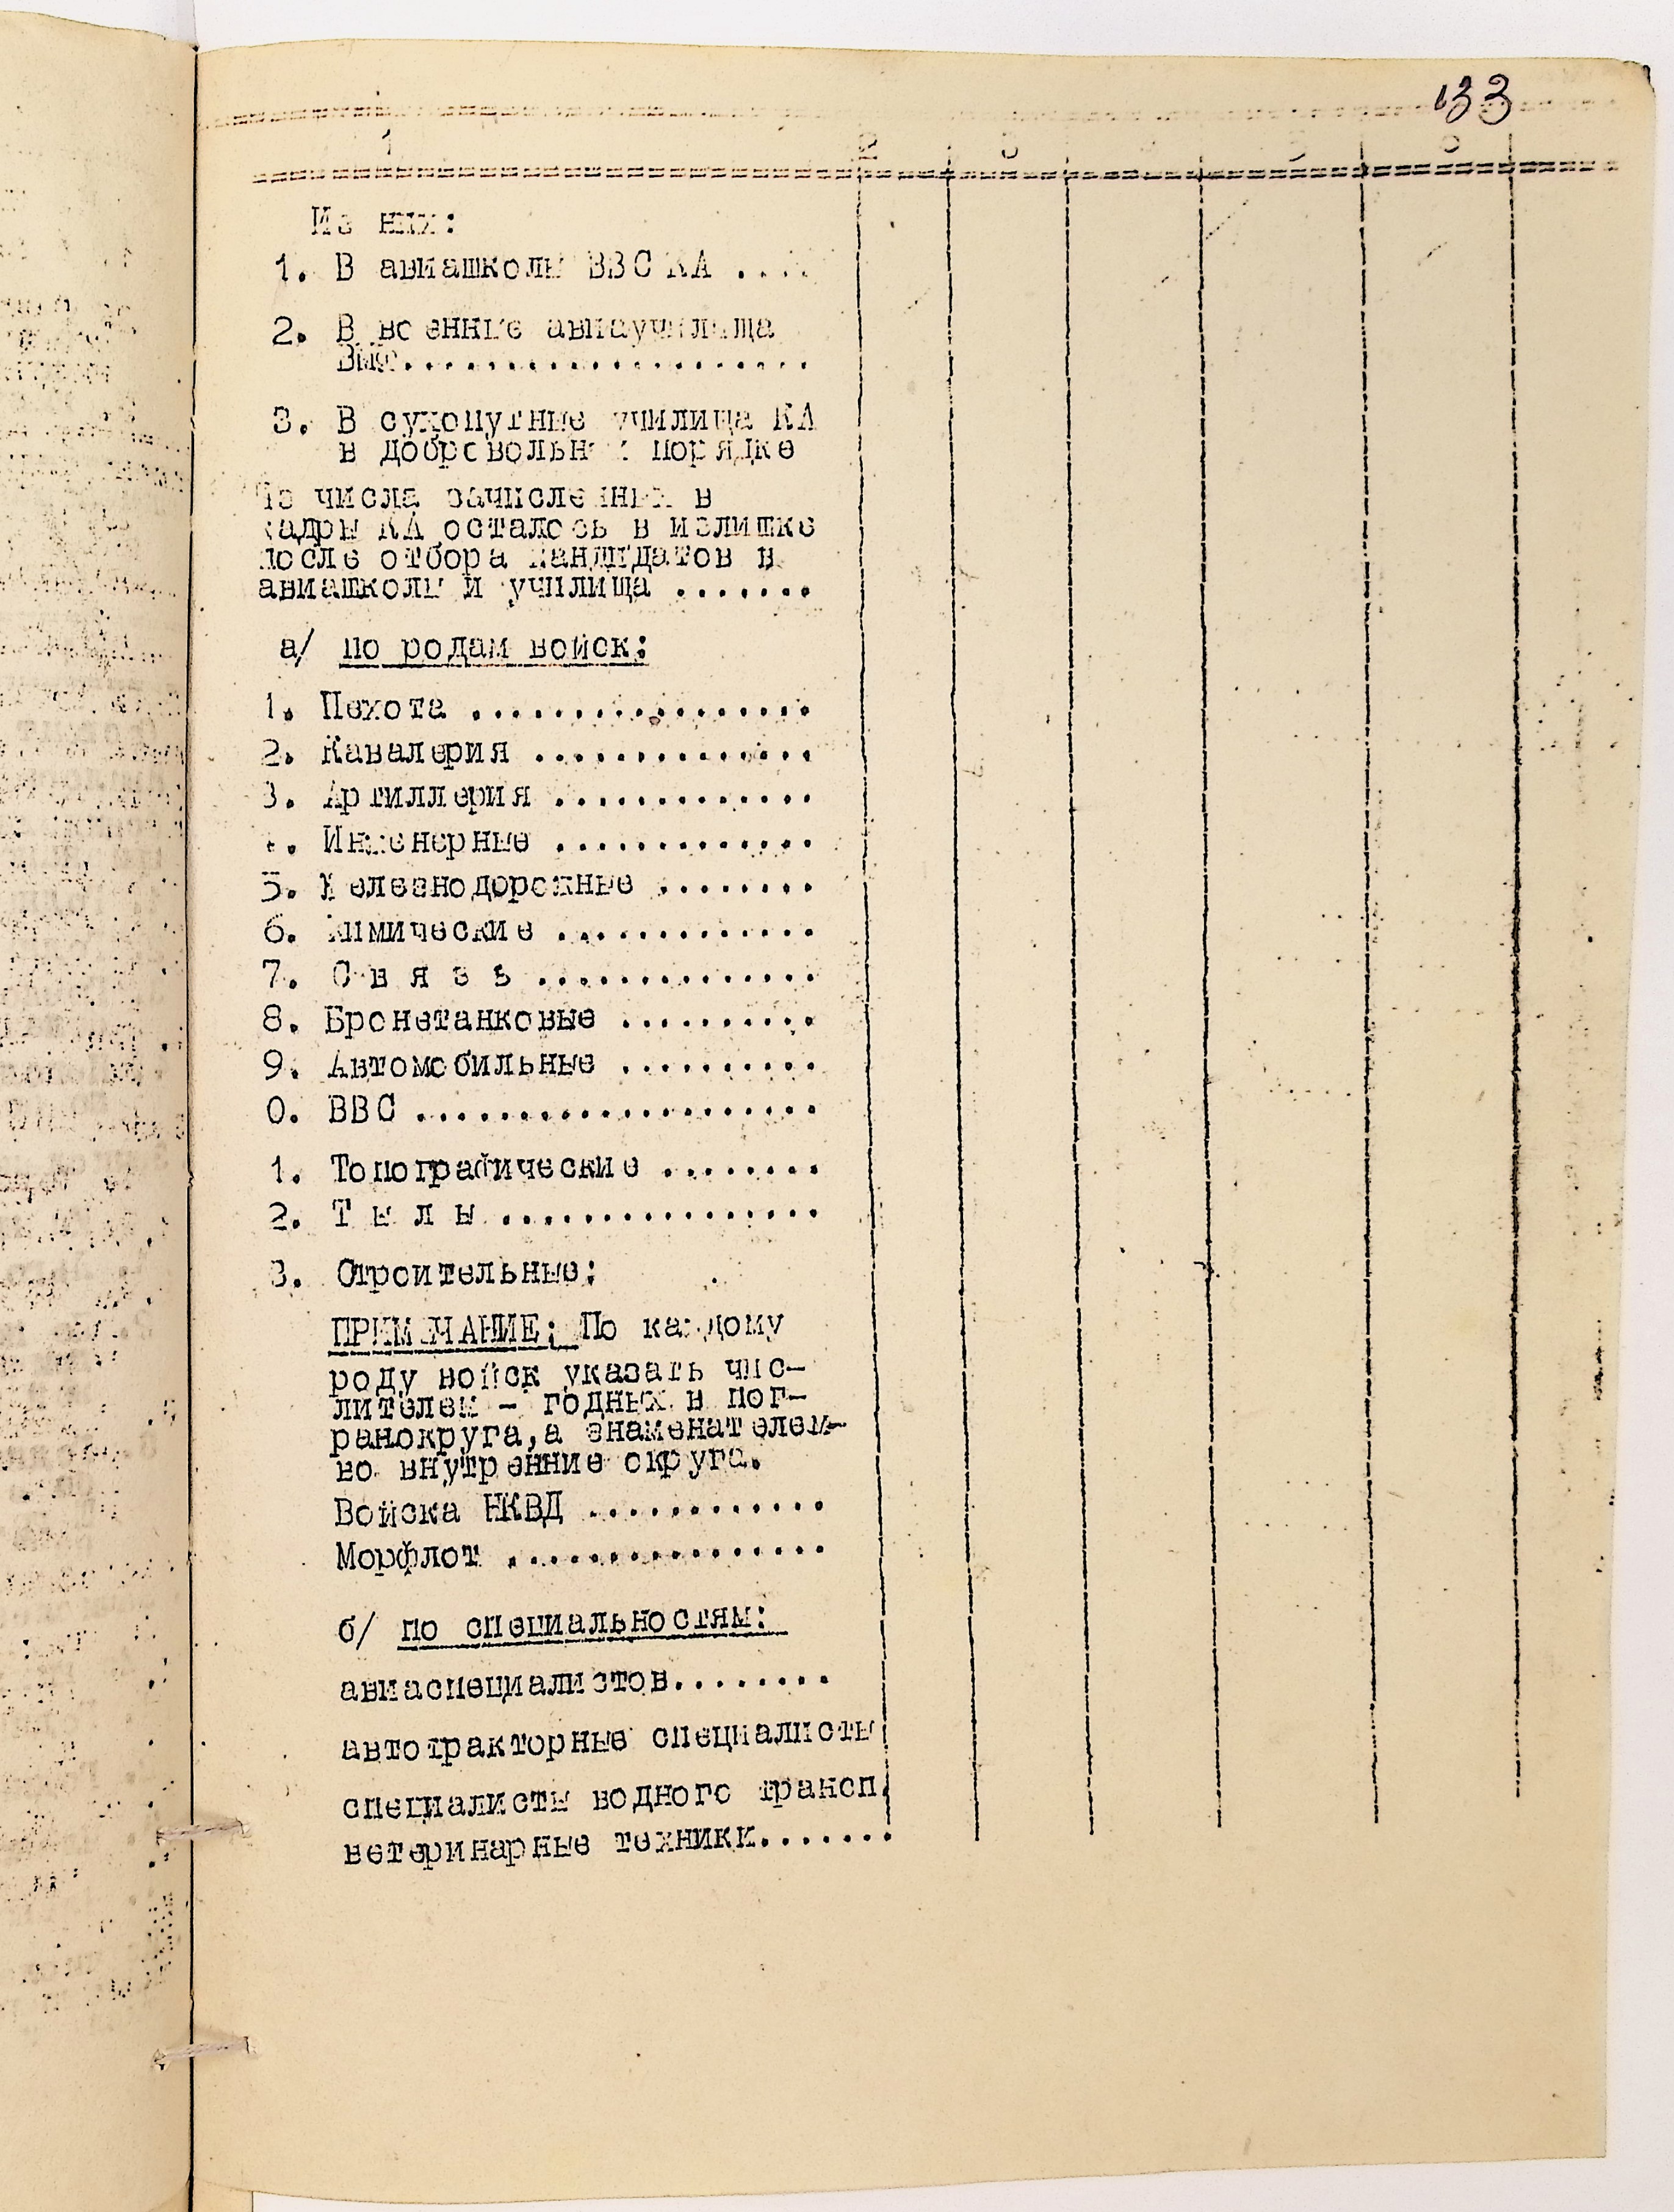 133
1 2 3 5 6
Из них:
1. В авиашколы ВВС КА ....
2. В военные авиаучилища
ВМФ....................
3. В сухопутные училища КА
в добровольн порядке
Из числа зачисленных в
кадры КА осталось в излишке
после отбора кандидатов в
авиашколы и училища .......
а/ по родам войск:
1. Пехота .................
2. Кавалерия ..............
3. Артиллерия .............
. Инженерные .............
5. Железнодорожные ........
6. Химические .............
7. С в я з ь ..............
8. Бронетанковые ..........
9. Автомобильные ..........
0. ВВС ....................
1. Топографические ........
2. Т ы л ы ................
3. Строительные:
ПРИМЕЧАНИЕ: По каждому
роду войск указать чис-
лителем - годных в пог-
ранокруга,а знаменателем-
во внутренние округа.
Войска НКВД ............
Морфлот ................
б/ по специальностям:
авиаспециалистов........
автотракторные специалисты
специалисты водного трансп.
ветеринарные техники.......